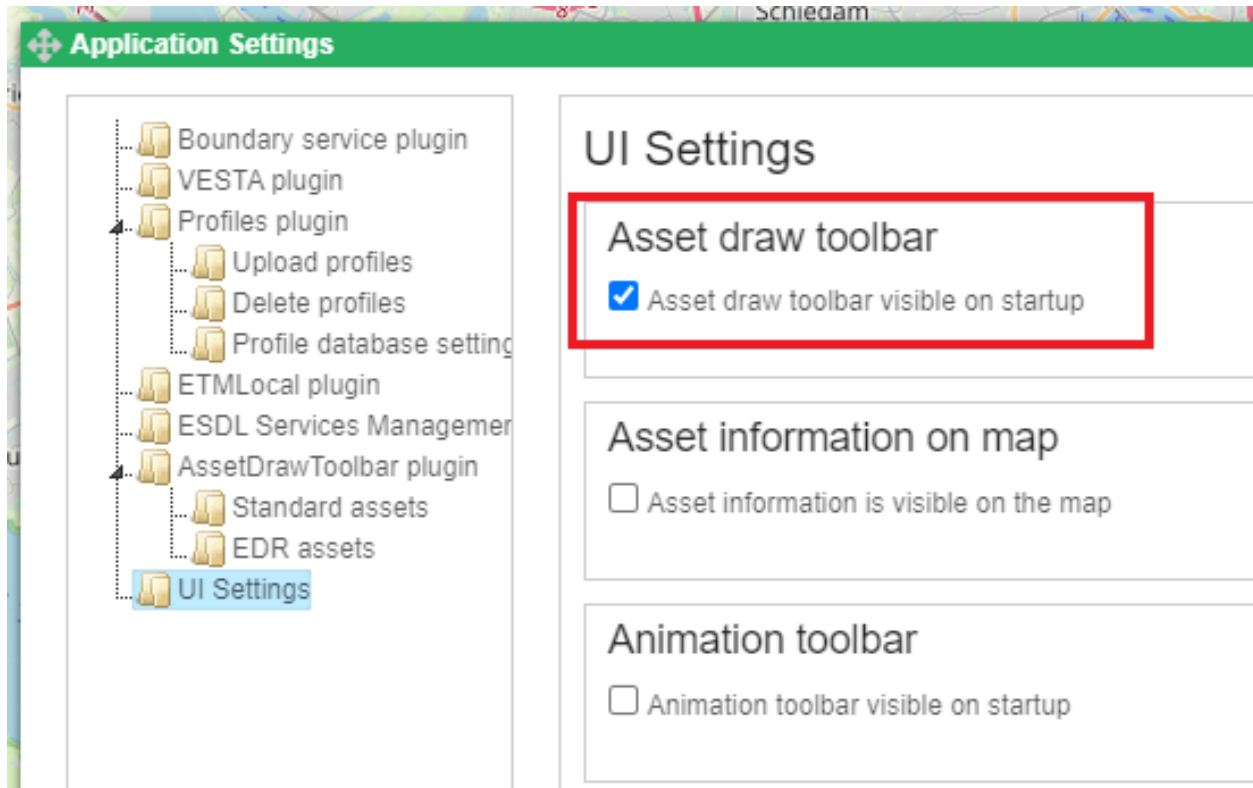 Schiedam
Application Settings
Boundary service plugin
VESTA plugin
Profiles plugin
Upload profiles
Delete profiles
Profile database setting
ETMLocal plugin
ESDL Services Managemen
AssetDrawToolbar plugin
Standard assets
EDR assets
UI Settings
UI Settings
Asset draw toolbar
Asset draw toolbar visible on startup
Asset information on map
Asset information is visible on the map
Animation toolbar
Animation toolbar visible on startup